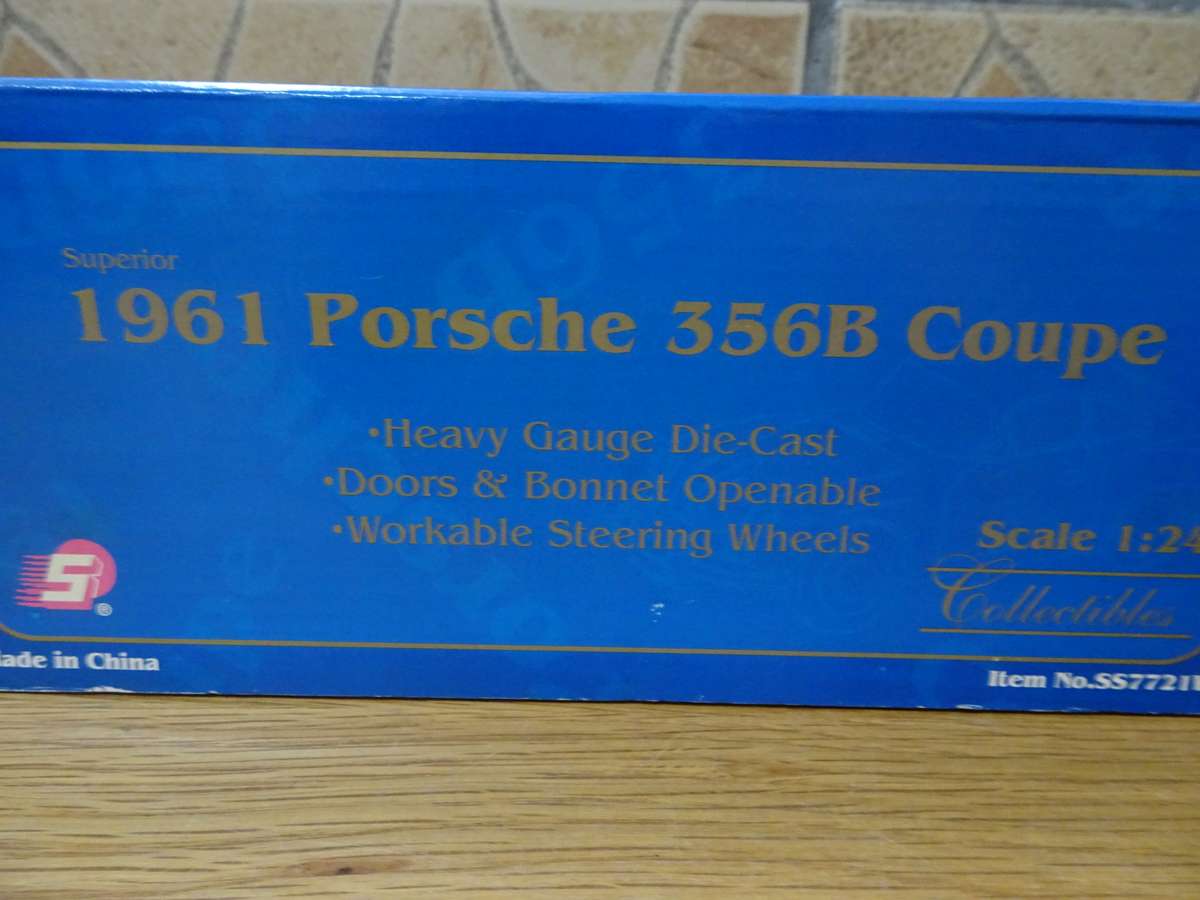 Superior
1961 Porsche 356B Coupe
•Heavy Gauge Die-Cast
•Doors & Bonnet Openable
•Workable Steering Wheels
Scale 1:24
Collectibles
S ®
ade in China
Item No.SS7721